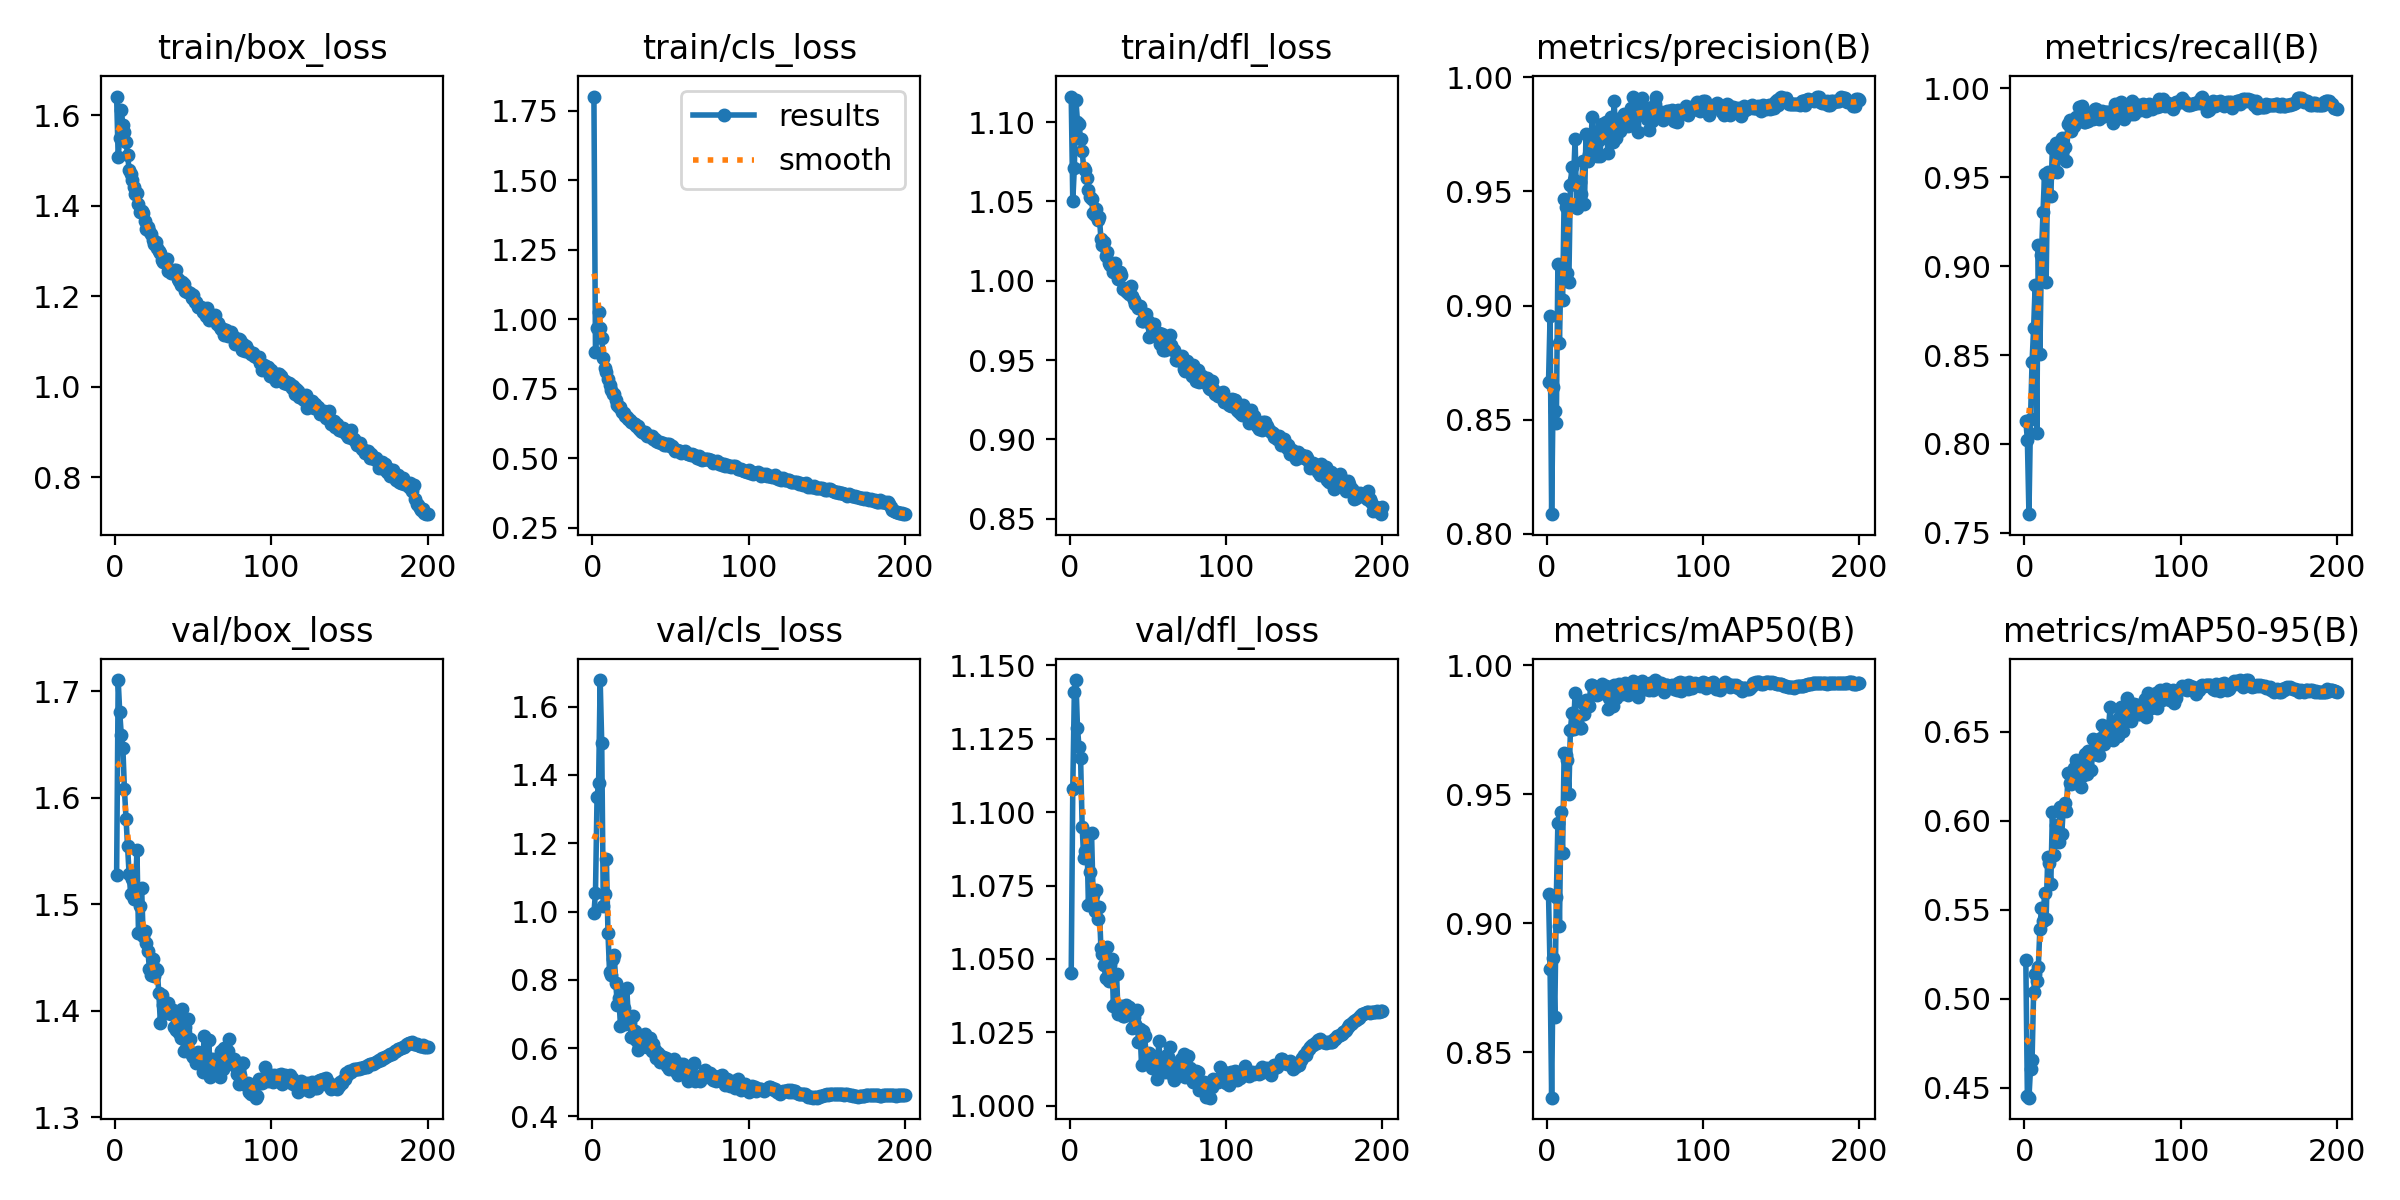 train/box_loss
1.6
1.4
1.2
1.0
0.8
0 100 200
train/cls_loss
results
smooth
1.75
1.50
1.25
1.00
0.75
0.50
0.25
0 100 200
train/dfl_loss
1.10
1.05
1.00
0.95
0.90
0.85
0 100 200
metrics/precision(B)
1.00
0.95
0.90
0.85
0.80
0 100 200
metrics/recall(B)
1.00
0.95
0.90
0.85
0.80
0.75
0 100 200
val/box_loss
1.7
1.6
1.5
1.4
1.3
0 100 200
val/cls_loss
1.6
1.4
1.2
1.0
0.8
0.6
0.4
0 100 200
val/dfl_loss
1.150
1.125
1.100
1.075
1.050
1.025
1.000
0 100 200
metrics/mAP50(B)
1.00
0.95
0.90
0.85
0 100 200
metrics/mAP50-95(B)
0.65
0.60
0.55
0.50
0.45
0 100 200